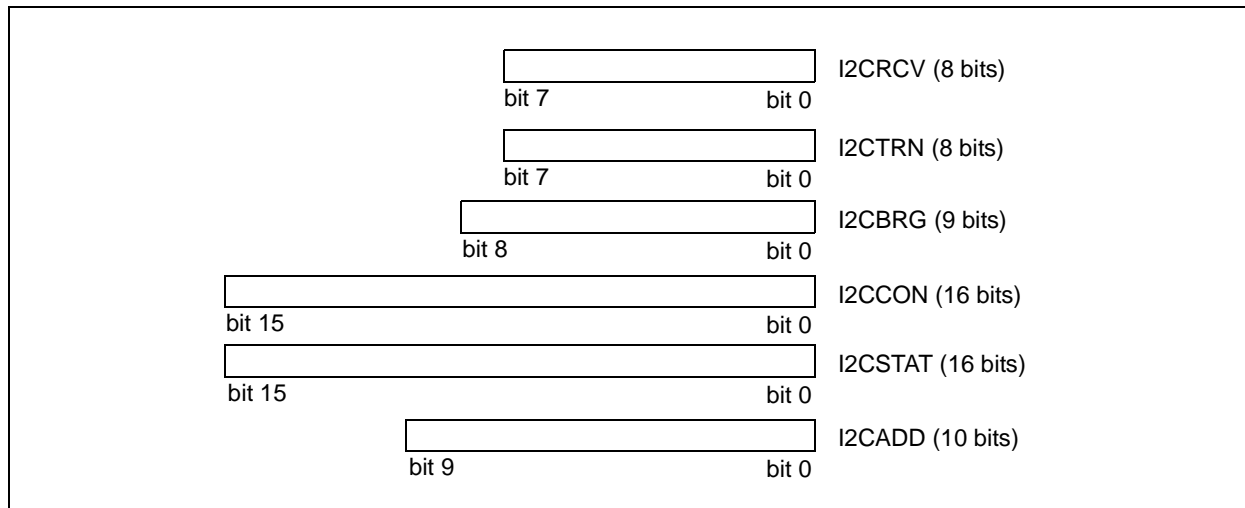 I2CRCV (8 bits)
bit 7 bit 0
I2CTRN (8 bits)
bit 7 bit 0
I2CBRG (9 bits)
bit 8 bit 0
I2CCON (16 bits)
bit 15 bit 0
I2CSTAT (16 bits)
bit 15 bit 0
I2CADD (10 bits)
bit 9 bit 0